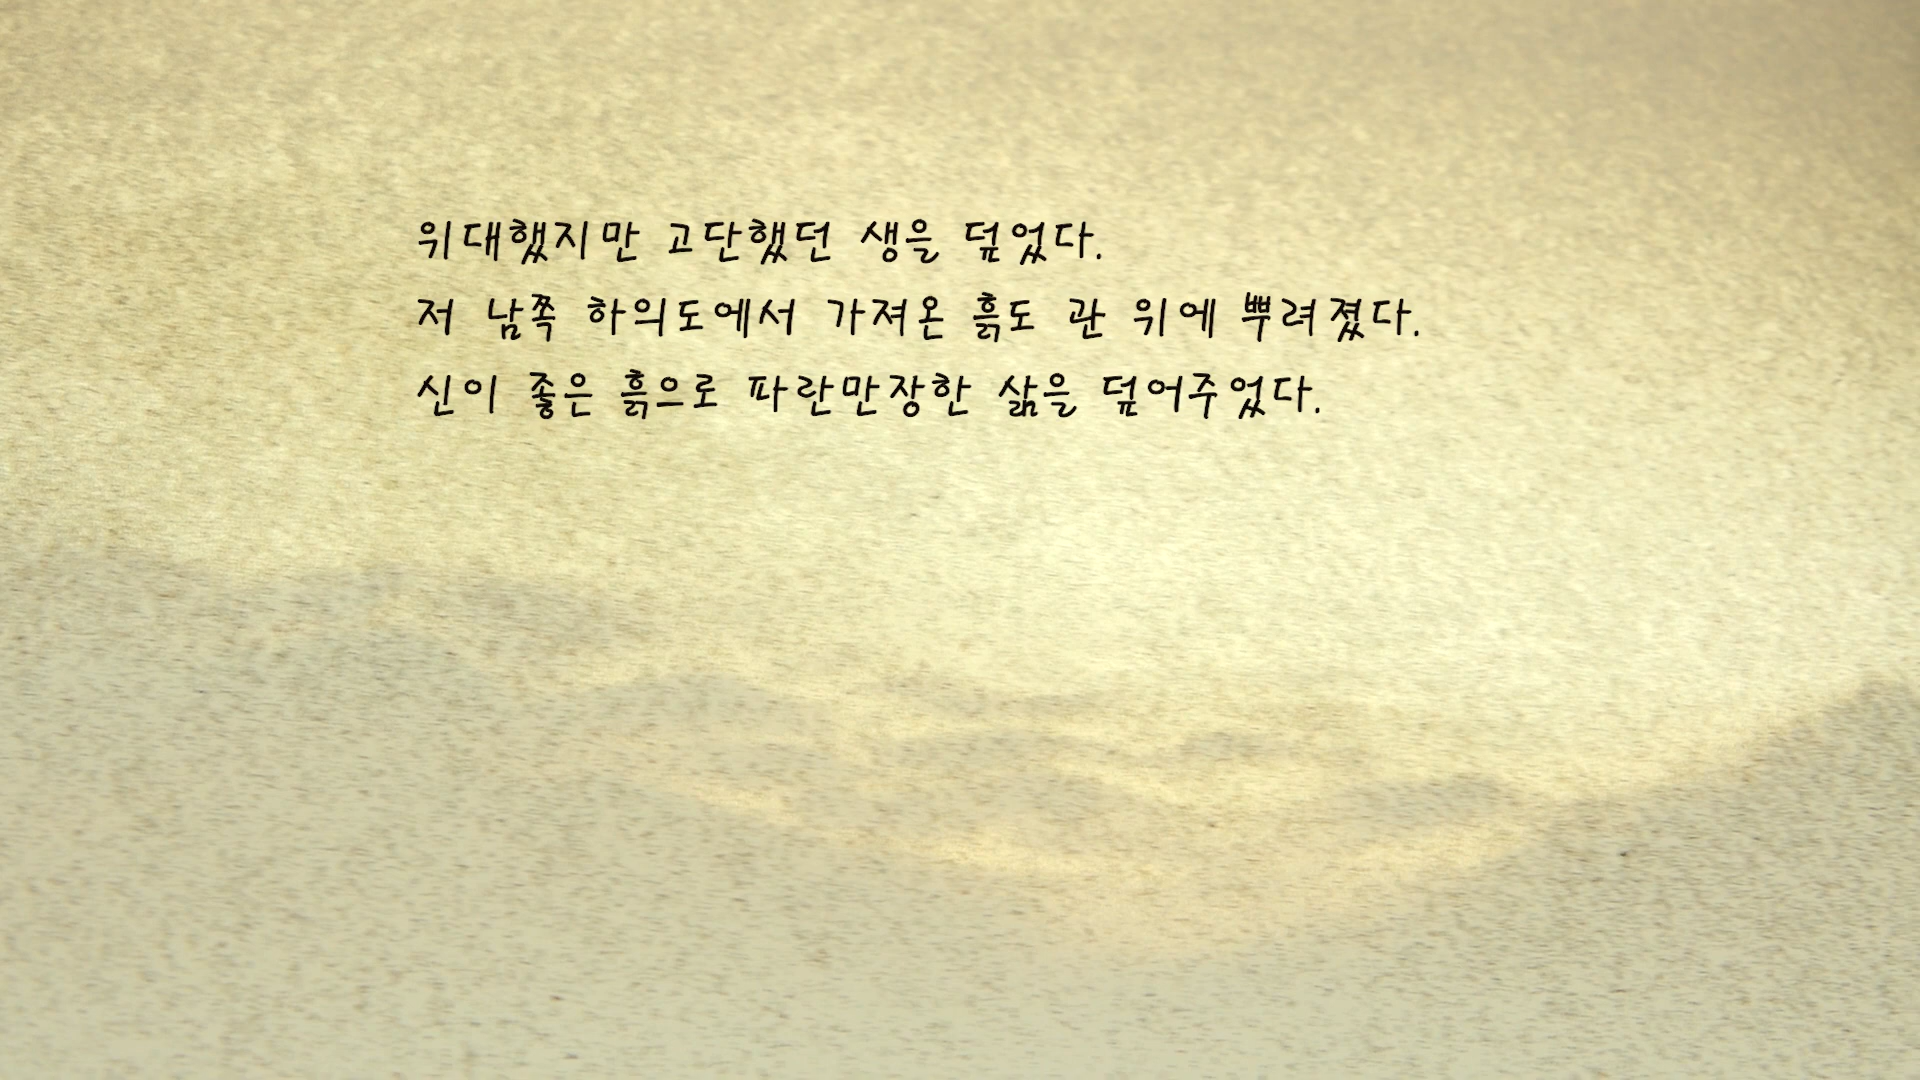 위대했지만 고단했던 생을 덮었다.
저 남쪽 하의도에서 가져온 흙도 관 위에 뿌려졌다.
신이 좋은 흙으로 파란만장한 삶을 덮어주었다.